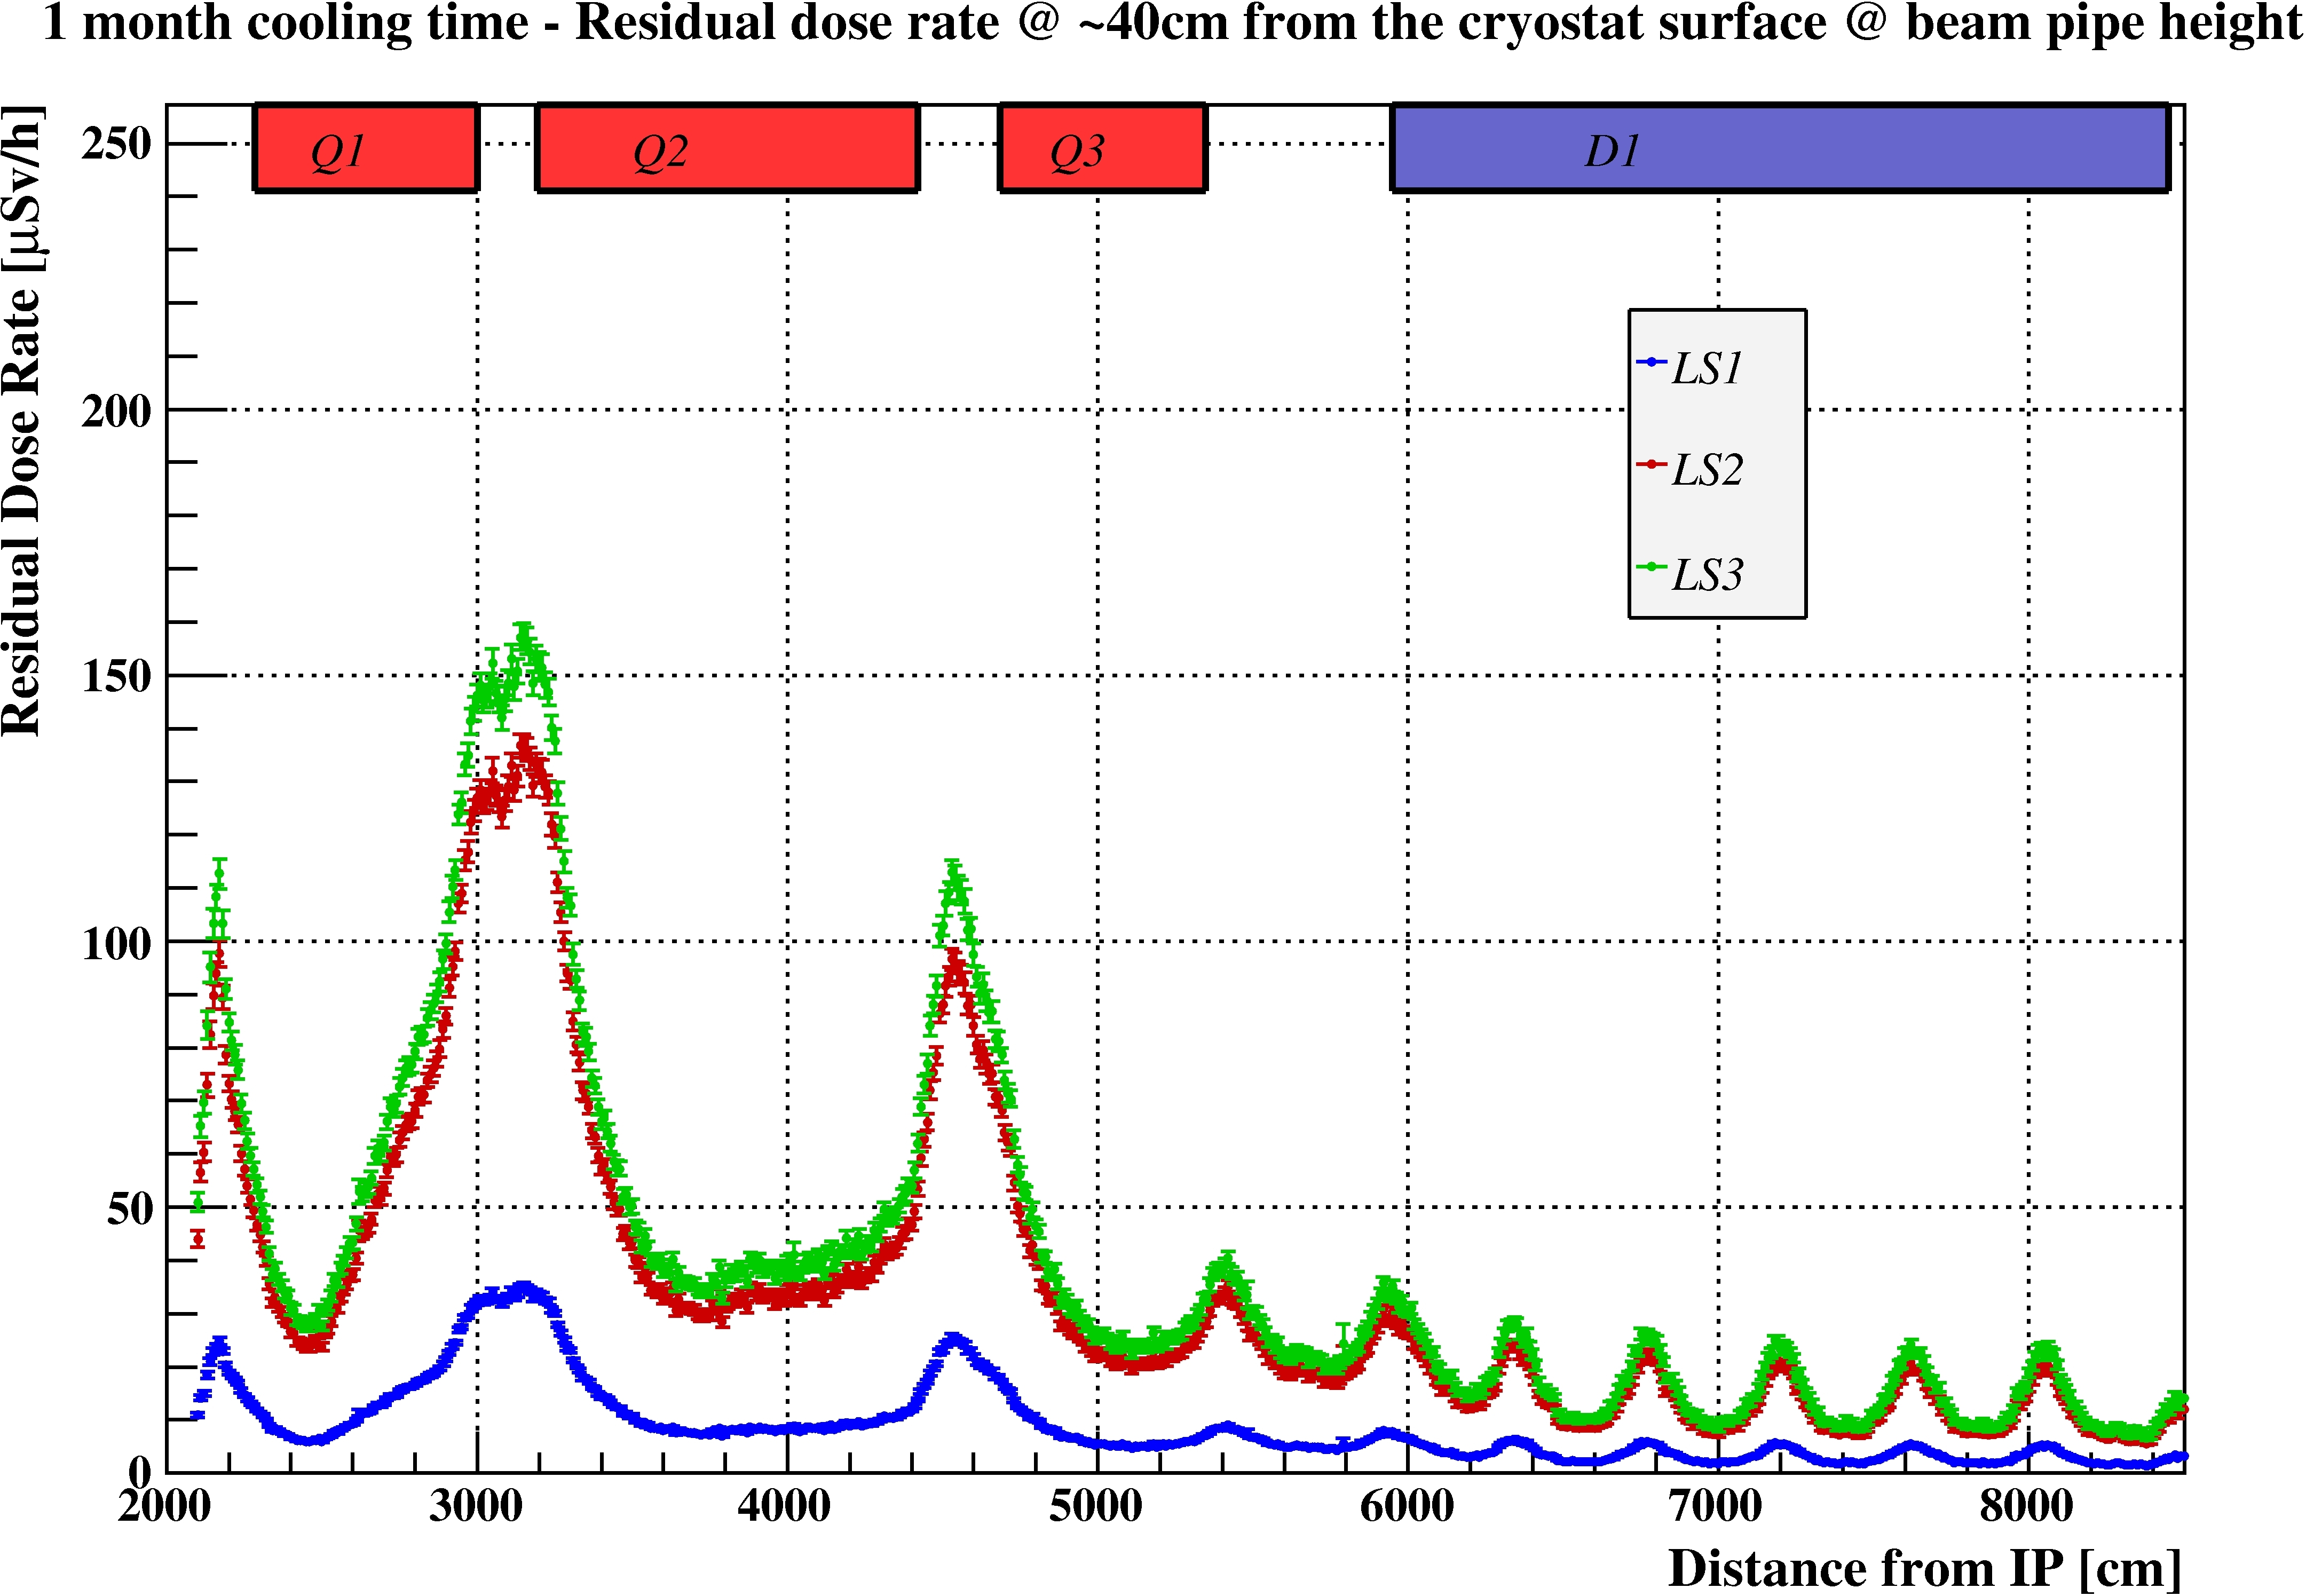 1 month cooling time - Residual dose rate @ ~40cm from the cryostat surface @ beam pipe height
Residual Dose Rate [μSv/h]
250
200
150
100
50
0
Q1 Q2 Q3 D1
LS1
LS2
LS3
2000 3000 4000 5000 6000 7000 8000
Distance from IP [cm]